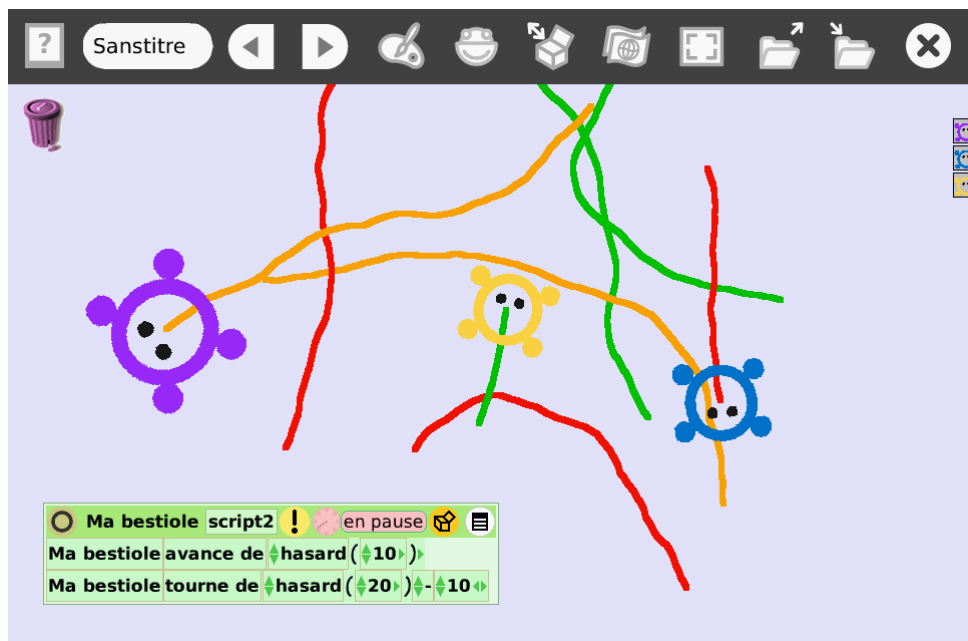 ?
Sanstitre
Ma bestiole script2 ! en pause
Ma bestiole avance de hasard ( 10 )
Ma bestiole tourne de hasard ( 20 ) - 10